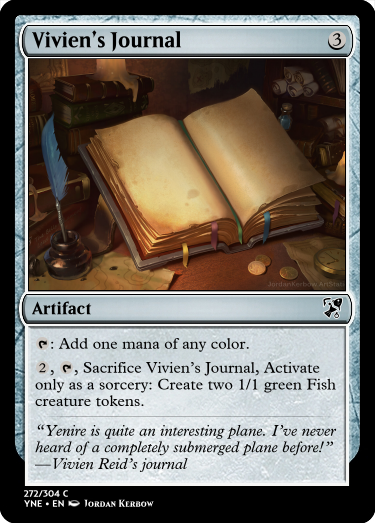 Vivien's Journal 3
JordanKerbow ArtStation
Artifact
: Add one mana of any color.
2, , Sacrifice Vivien's Journal, Activate
only as a sorcery: Create two 1/1 green Fish
creature tokens.
“Yenire is quite an interesting plane. I've never
heard of a completely submerged plane before!”
—Vivien Reid's journal
272/304 C
YNE • EN Jordan Kerbow